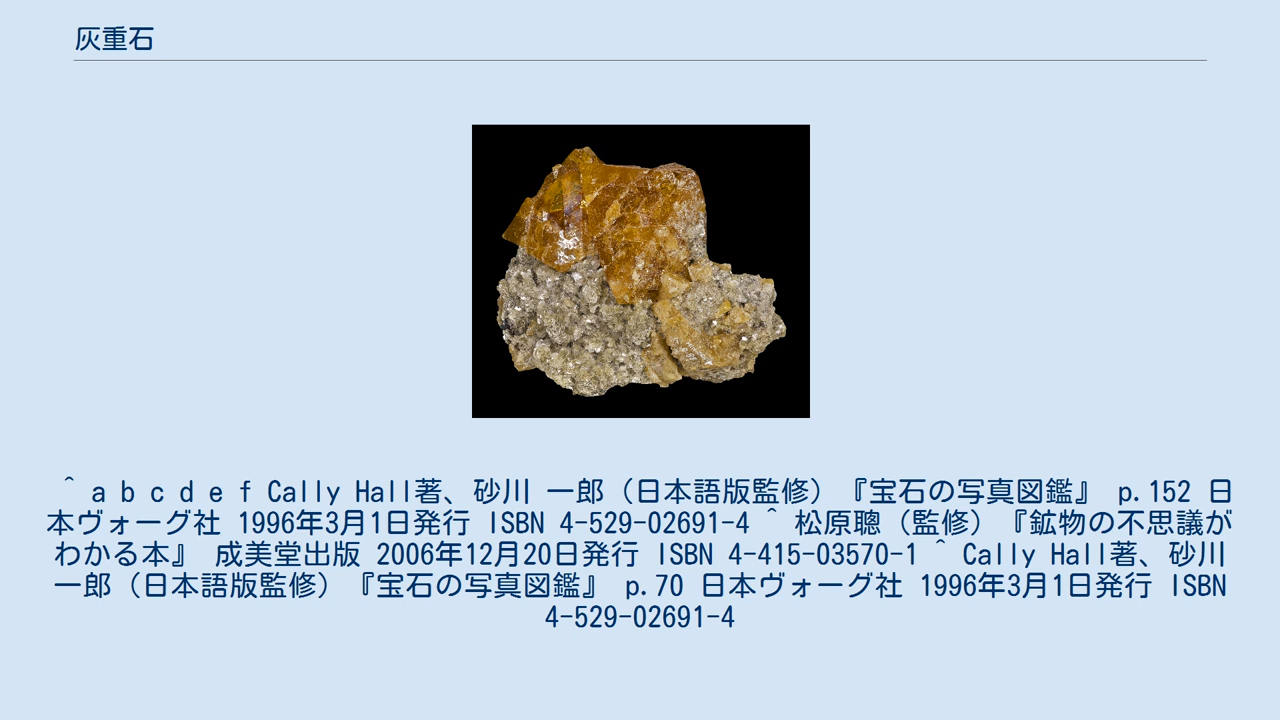 灰重石
^ a b c d e f Cally Hall著、砂川 一郎（日本語版監修）『宝石の写真図鑑』 p.152 日
本ヴォーグ社 1996年3月1日発行 ISBN 4-529-02691-4 ^ 松原聰（監修）『鉱物の不思議が
わかる本』 成美堂出版 2006年12月20日発行 ISBN 4-415-03570-1 ^ Cally Hall著、砂川
一郎（日本語版監修）『宝石の写真図鑑』 p.70 日本ヴォーグ社 1996年3月1日発行 ISBN
4-529-02691-4